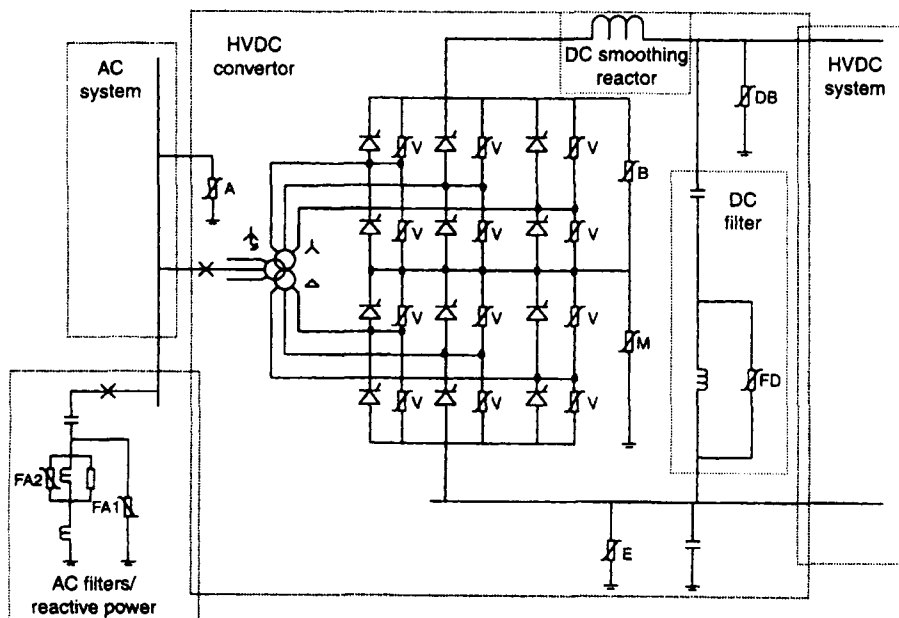 AC
system
HVDC
convertor
DC smoothing
reactor
HVDC
system
DB
A
V
V
V
B
DC
filter
V
V
V
V
V
V
M
FD
V
V
V
FA2
FA1
E
AC filters/
reactive power